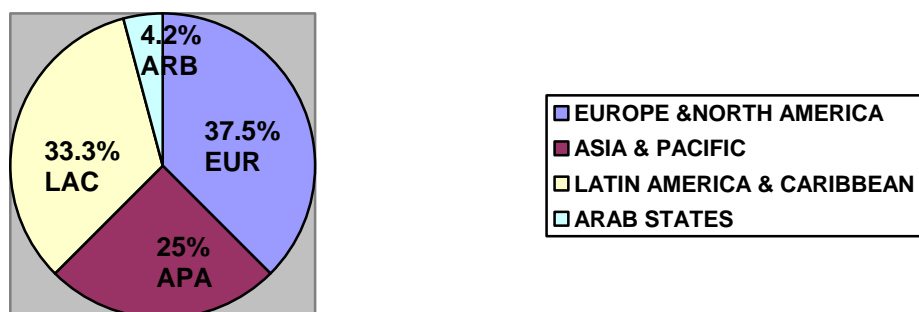 4.2%
ARB
37.5%
EUR
33.3%
LAC
25%
APA
EUROPE &NORTH AMERICA
ASIA & PACIFIC
LATIN AMERICA & CARIBBEAN
ARAB STATES